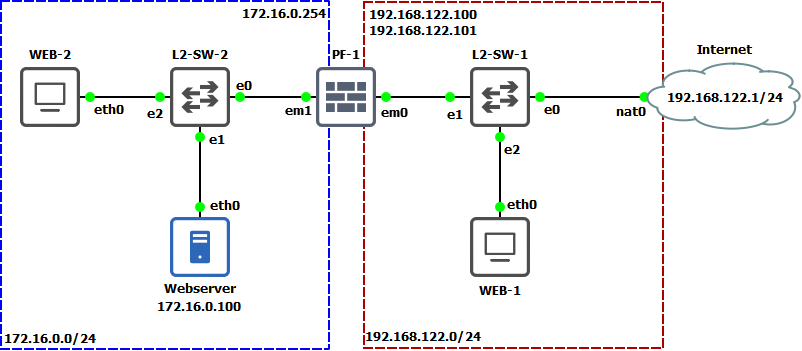 172.16.0.254
192.168.122.100
192.168.122.101
WEB-2
L2-SW-2
PF-1
L2-SW-1
Internet
e0
eth0
e2
em1
em0
e1
e0
nat0
192.168.122.1/24
e1
e2
eth0
eth0
Webserver
172.16.0.100
WEB-1
172.16.0.0/24
192.168.122.0/24